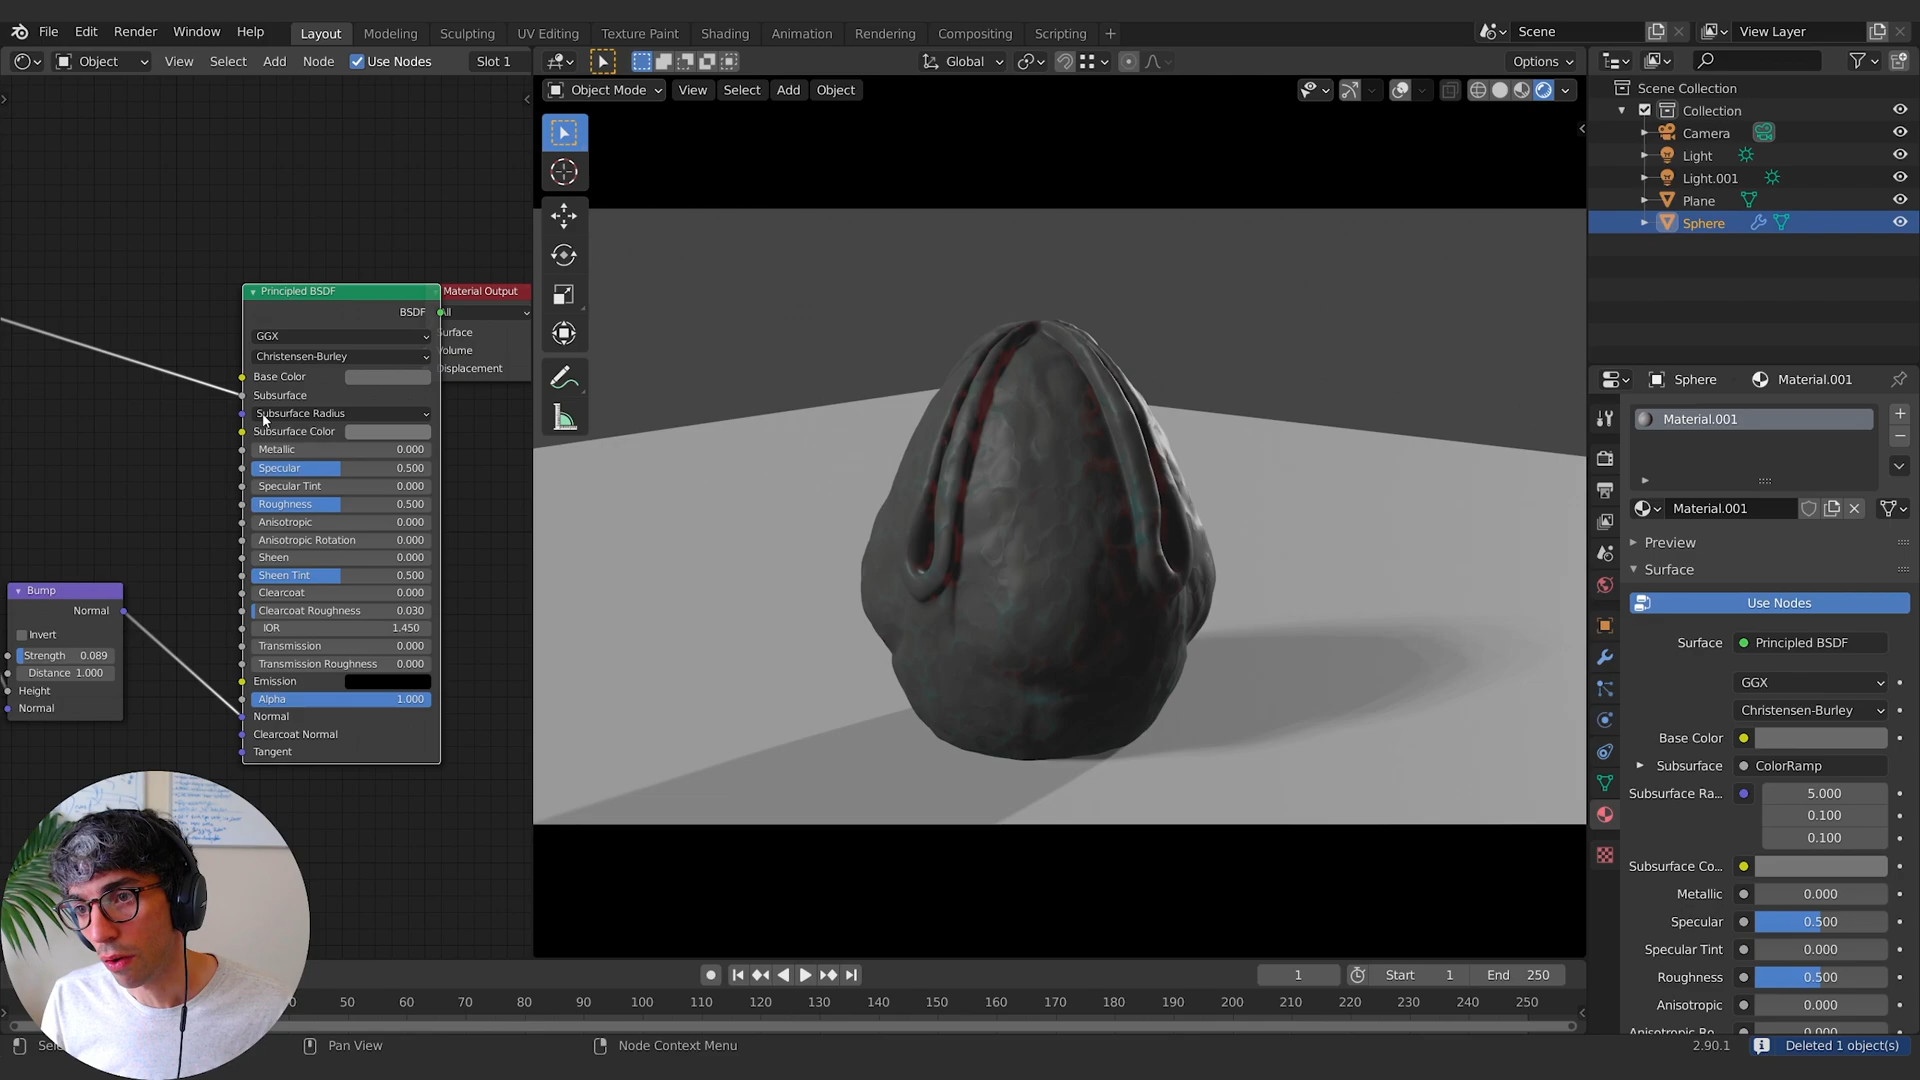 File Edit Render Window Help Layout Modeling Sculpting UV Editing Texture Paint Shading Animation Rendering Compositing Scripting + Scene View Layer
Object View Select Add Node Use Nodes Slot 1 Global Options
Object Mode View Select Add Object
Scene Collection
Collection
Camera
Light
Light.001
Plane
Sphere
Principled BSDF
BSDF
GGX
Christensen-Burley
Base Color
Subsurface
Subsurface Radius
Subsurface Color
Metallic 0.000
Specular 0.500
Specular Tint 0.000
Roughness 0.500
Anisotropic 0.000
Anisotropic Rotation 0.000
Sheen 0.000
Sheen Tint 0.500
Clearcoat 0.000
Clearcoat Roughness 0.030
IOR 1.450
Transmission 0.000
Transmission Roughness 0.000
Emission
Alpha 1.000
Normal
Clearcoat Normal
Tangent
Material Output
Surface
Volume
Displacement
Bump
Normal
Invert
Strength 0.089
Distance 1.000
Height
Normal
Sphere Material.001
Material.001
Material.001
Preview
Surface
Use Nodes
Surface Principled BSDF
GGX
Christensen-Burley
Base Color
Subsurface ColorRamp
Subsurface Ra... 5.000
0.100
0.100
Subsurface Co...
Metallic 0.000
Specular 0.500
Specular Tint 0.000
Roughness 0.500
Anisotropic 0.000
Anisotropic Ro... 0.000
1 Start 1 End 250
50 60 70 80 90 100 110 120 130 140 150 160 170 180 190 200 210 220 230 240 250
Pan View Node Context Menu 2.90.1 Deleted 1 object(s)